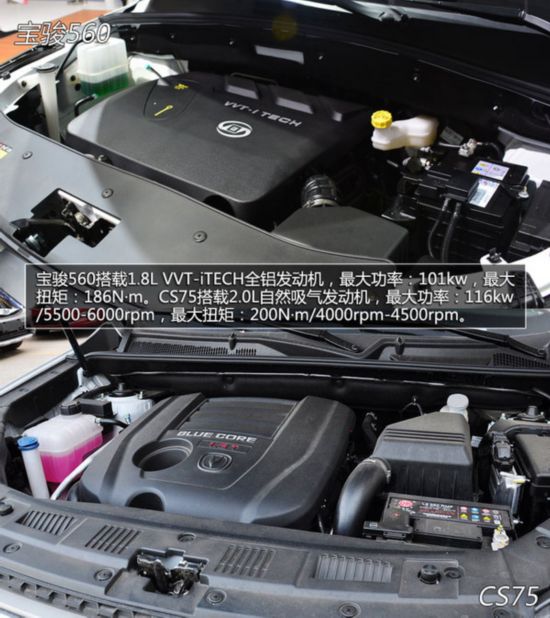 宝骏560
VVT-i TECH
宝骏560搭载1.8L VVT-iTECH全铝发动机，最大功率：101kw，最大
扭矩：186N·m。CS75搭载2.0L自然吸气发动机，最大功率：116kw
/5500-6000rpm，最大扭矩：200N·m/4000rpm-4500rpm。
BLUE CORE
CS75